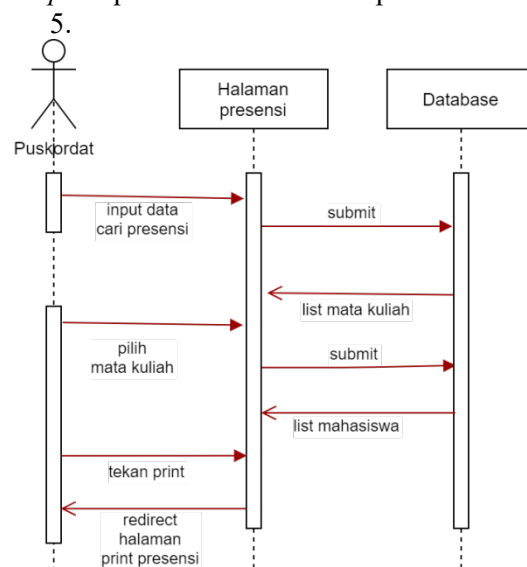 5.
Halaman
presensi
Database
Puskordat
input data
cari presensi
submit
list mata kuliah
pilih
mata kuliah
submit
list mahasiswa
tekan print
redirect
halaman
print presensi